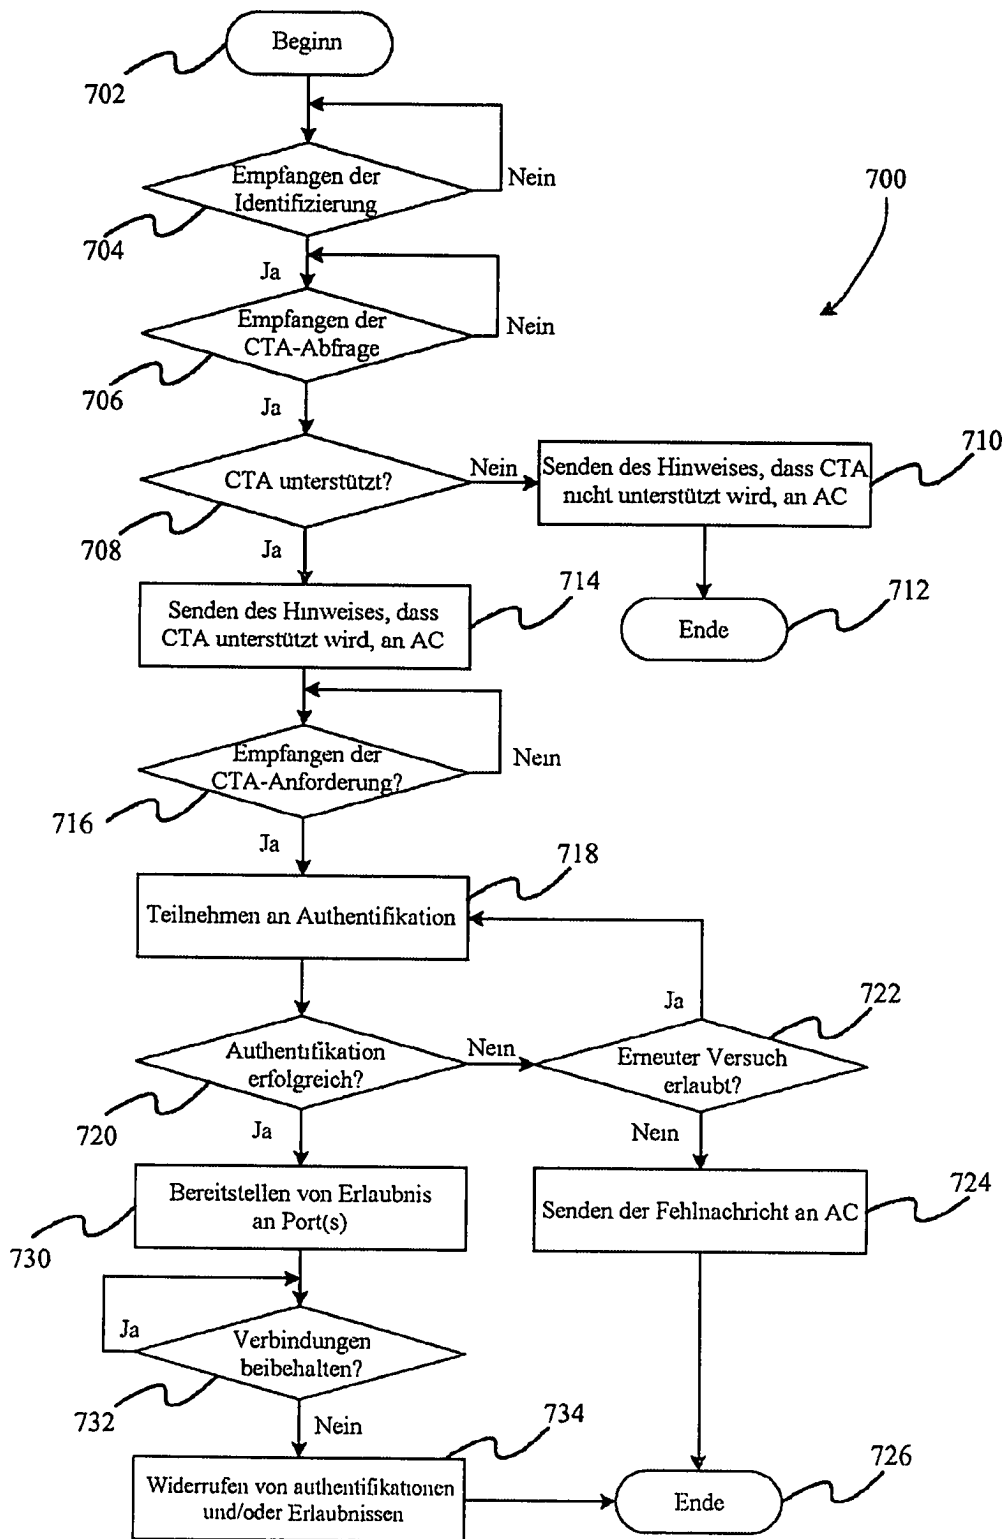 Beginn
702
Nein
Empfangen der
Identifizierung
700
704
Ja
Empfangen der
CTA-Abfrage
Nein
706
Ja
710
Nein
Senden des Hinweises, dass CTA
nicht unterstützt wird, an AC
CTA unterstützt?
708
Ja
714
712
Senden des Hinweises, dass
CTA unterstützt wird, an AC
Ende
Empfangen der
CTA-Anforderung?
Nein
716
Ja
718
Teilnehmen an Authentifikation
Ja
722
Authentifikation
erfolgreich?
Nein
Erneuter Versuch
erlaubt?
720
Ja
Nein
724
Bereitstellen von Erlaubnis
an Port(s)
Senden der Fehlnachricht an AC
730
Ja
Verbindungen
beibehalten?
732
Nein
734
726
Widerrufen von authentifikationen
und/oder Erlaubnissen
Ende